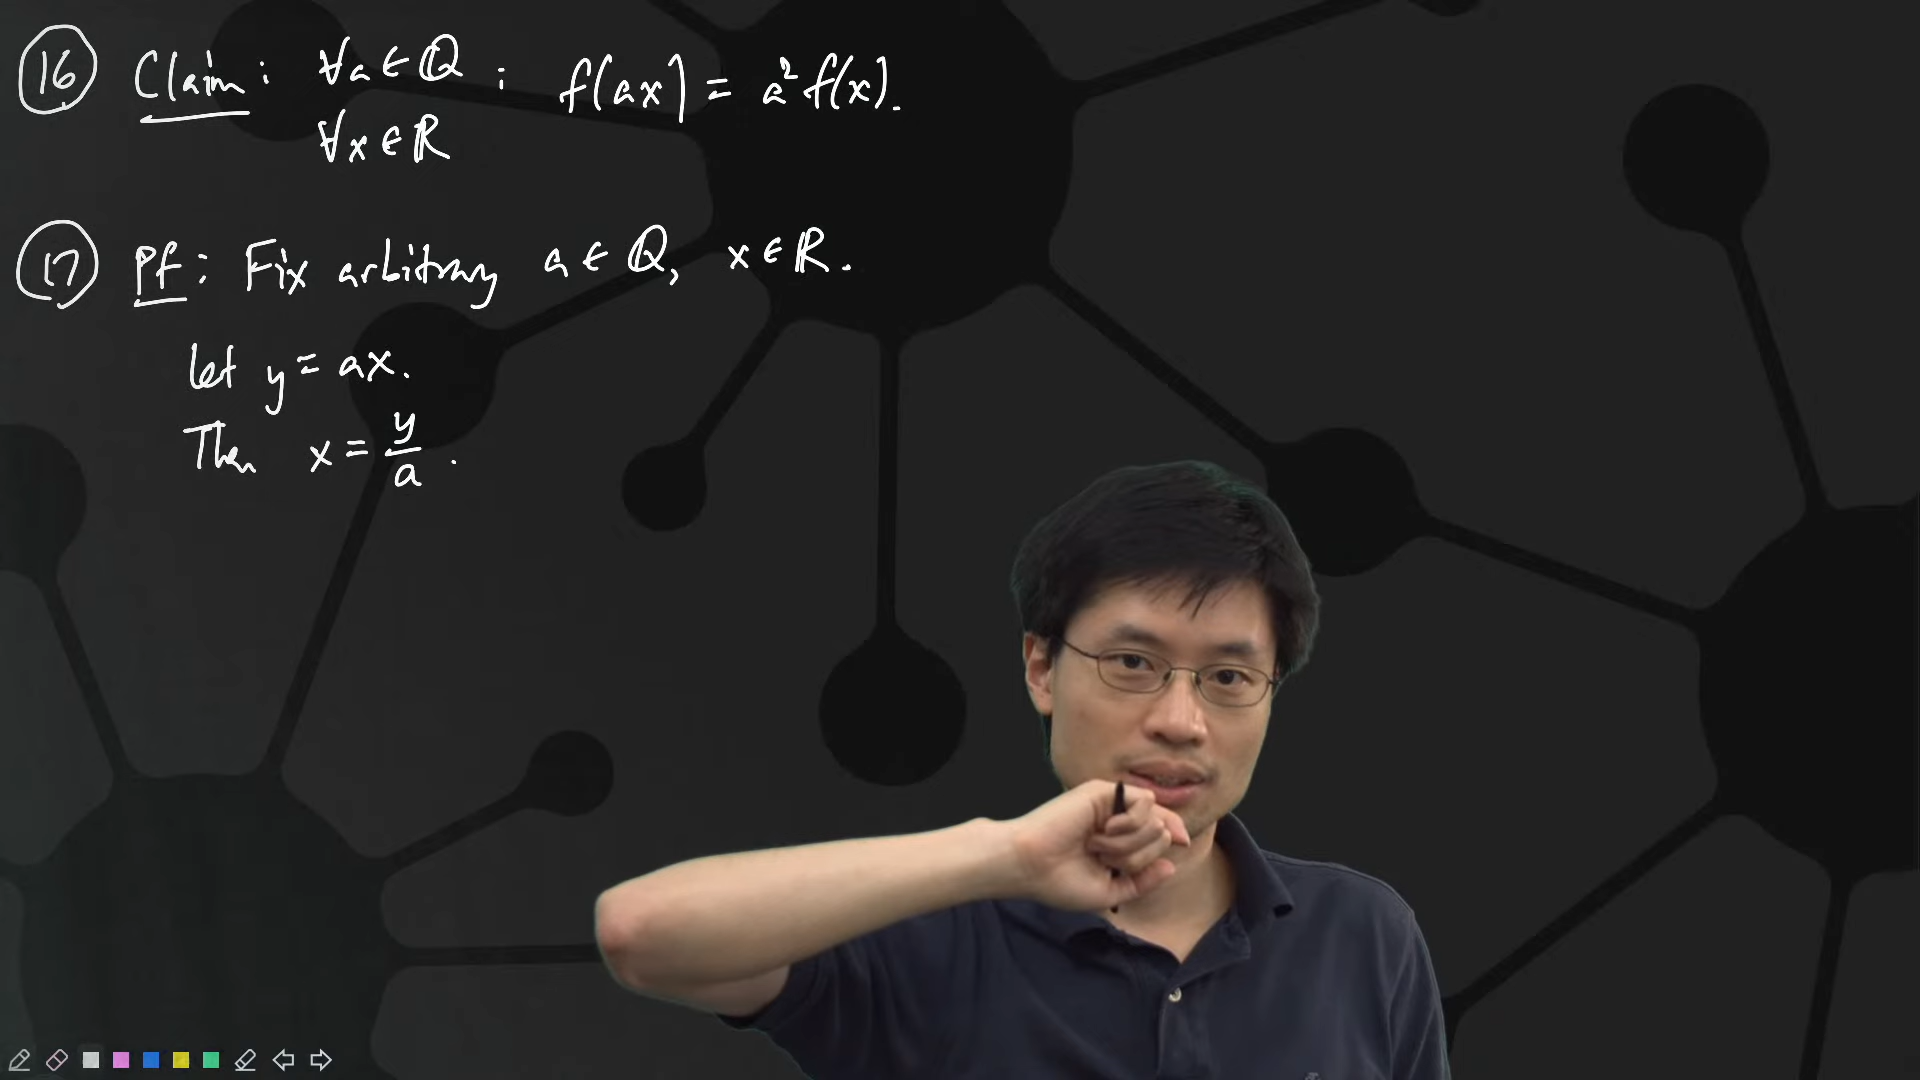 ⑯ Claim: ∀a∈ℚ : f(ax) = a²f(x).
∀x∈ℝ
⑰ Pf: Fix arbitrary a∈ℚ, x∈ℝ.
let y = ax.
Then x = y/a.